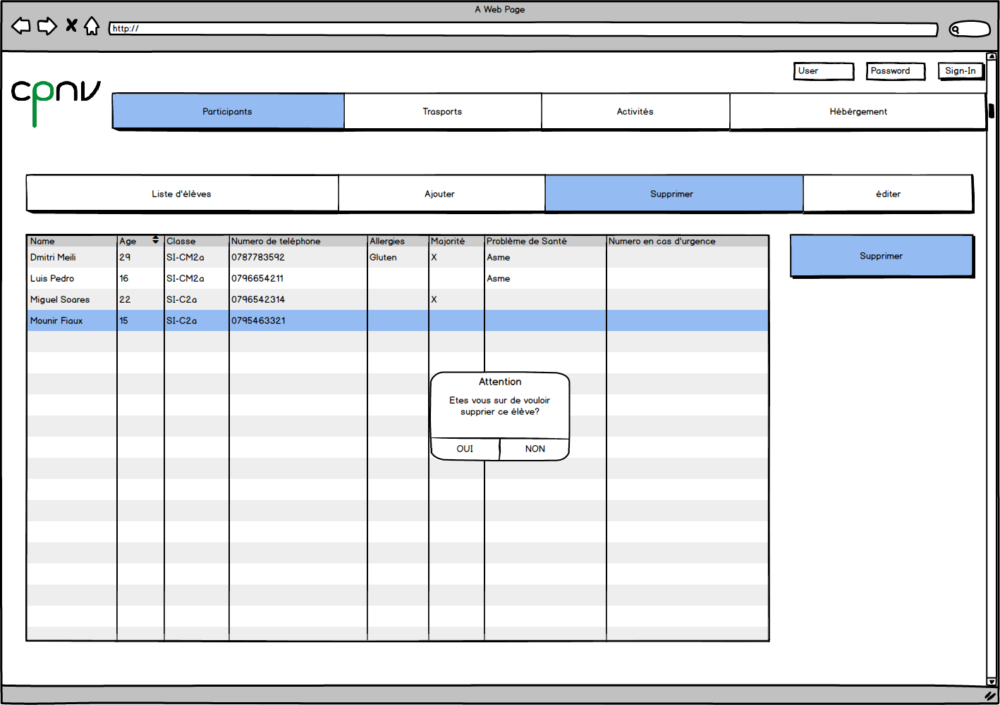 A Web Page
http://
User Password Sign-In
cpnv
Participants Trasports Activités Hébérgement
Liste d'élèves Ajouter Supprimer éditer
Name Age Classe Numero de teléphone Allergies Majorité Problème de Santé Numero en cas d'urgence
Dmitri Meili 29 SI-CM2a 0787783592 Gluten X Asme
Luis Pedro 16 SI-CM2a 0796654211 Asme
Miguel Soares 22 SI-C2a 0796542314 X
Mounir Fiaux 15 SI-C2a 0795463321
Supprimer
Attention
Etes vous sur de vouloir
supprier ce élève?
OUI NON